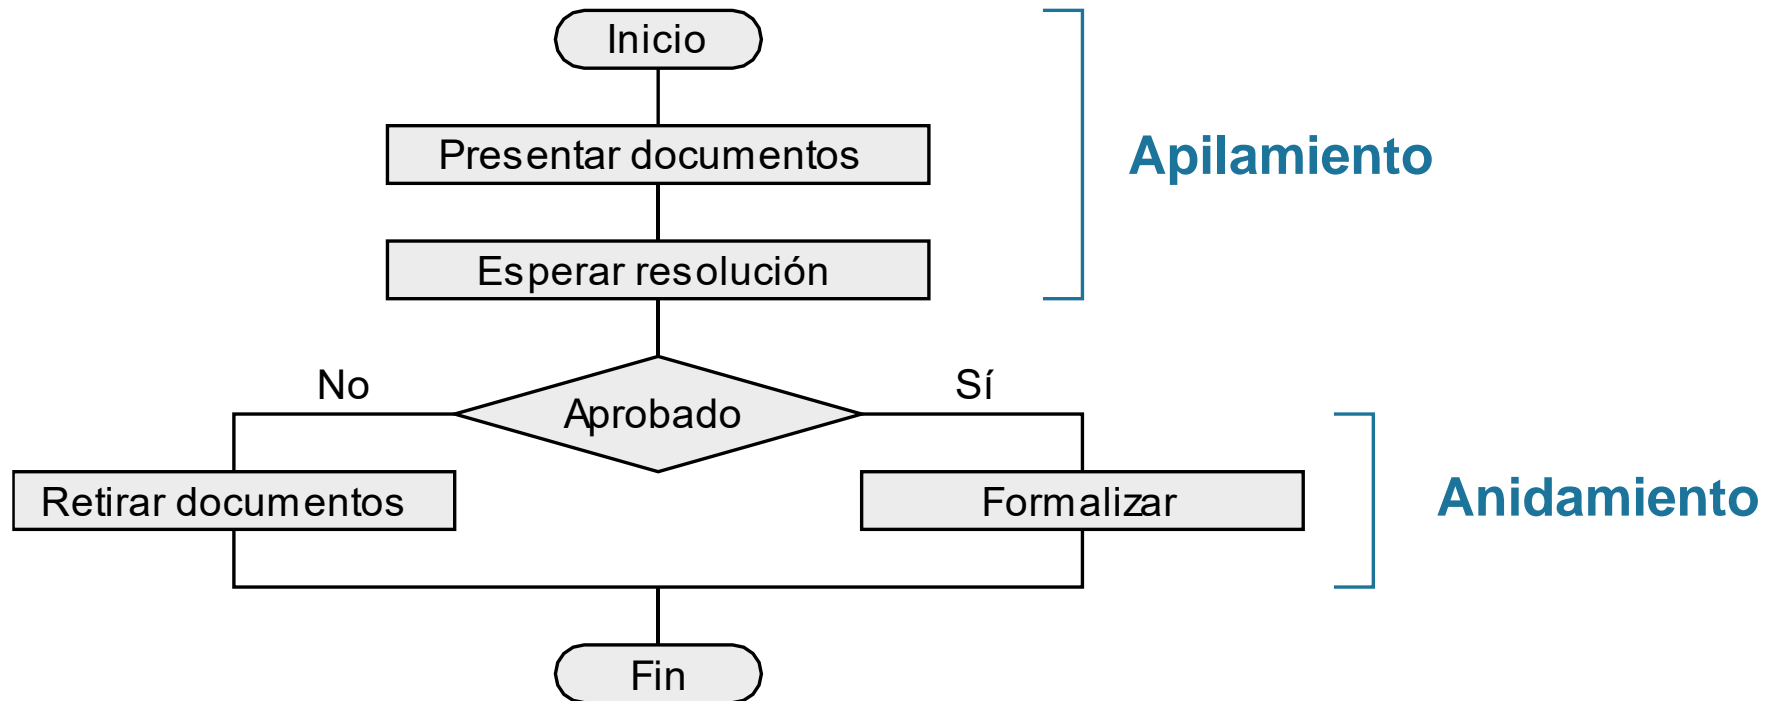 Inicio
Presentar documentos
Apilamiento
Esperar resolución
No
Sí
Aprobado
Retirar documentos
Formalizar
Anidamiento
Fin